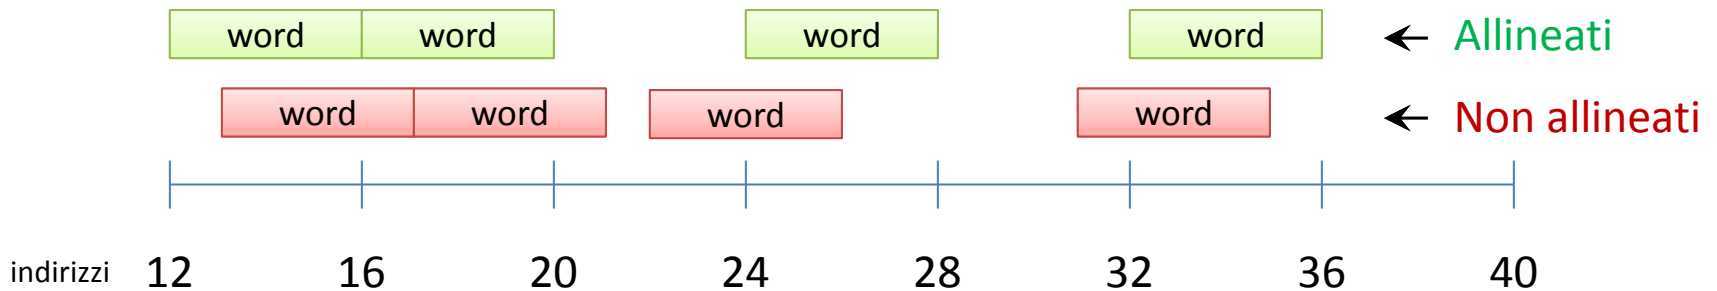 word word word word ← Allineati
word word word word ← Non allineati
indirizzi 12 16 20 24 28 32 36 40